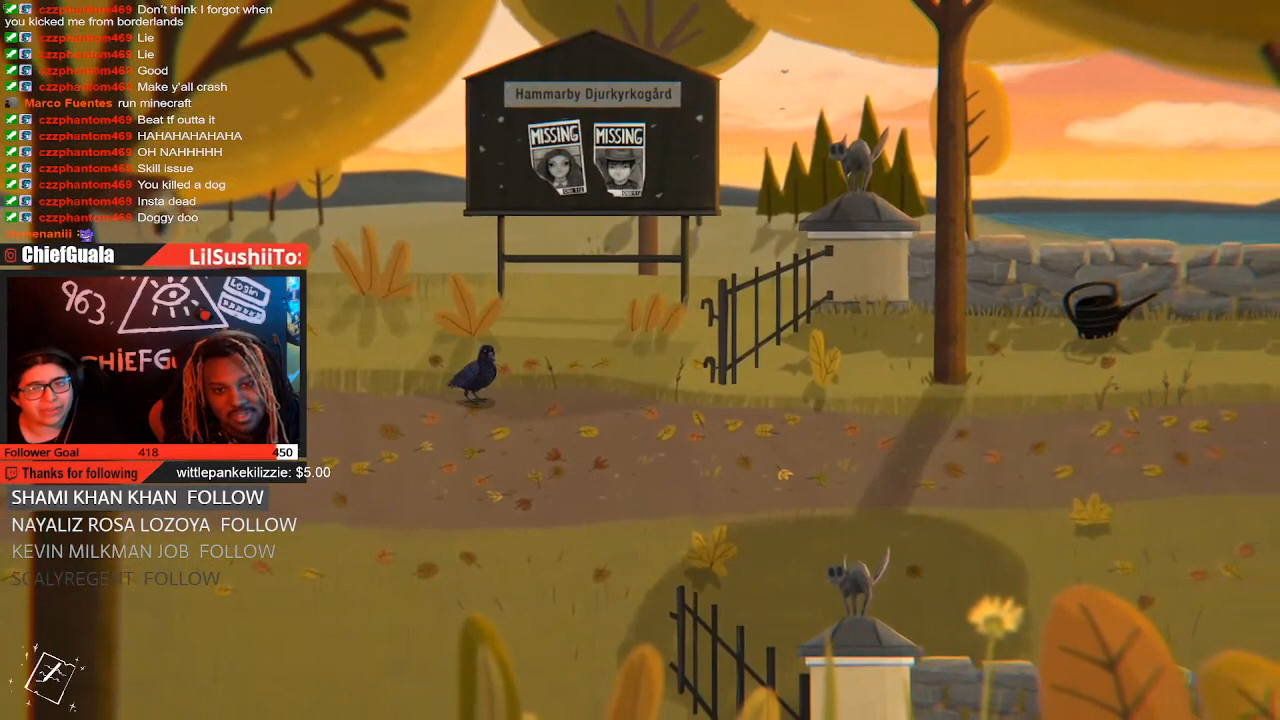 czzphantom469 Don't think I forgot when
you kicked me from borderlands
czzphantom469 Lie
czzphantom469 Lie
czzphantom469 Good
czzphantom469 Make y'all crash
Marco Fuentes run minecraft
czzphantom469 Beat tf outta it
czzphantom469 HAHAHAHAHAHA
czzphantom469 OH NAHHHHH
czzphantom469 Skill issue
czzphantom469 You killed a dog
czzphantom469 Insta dead
czzphantom469 Doggy doo
ChiefGuala
LilSushiiTo:
963
Login
CHIEFGU
Follower Goal 418 450
Thanks for following
wittlepankekilizzie: $5.00
SHAMI KHAN KHAN FOLLOW
NAYALIZ ROSA LOZOYA FOLLOW
KEVIN MILKMAN JOB FOLLOW
SCALYREGENT FOLLOW
Hammarby Djurkyrkogård
MISSING
MISSING